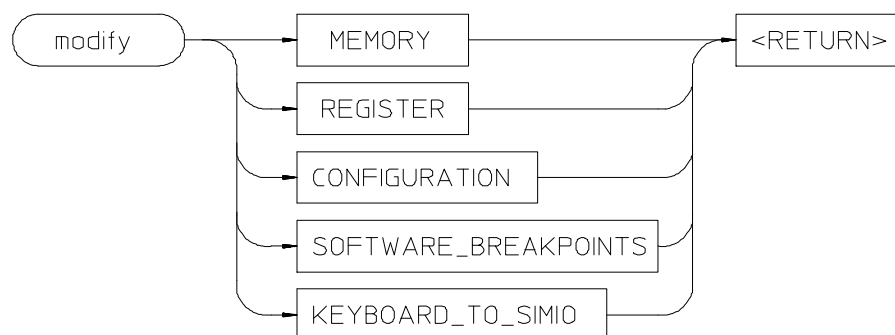 modify
MEMORY
<RETURN>
REGISTER
CONFIGURATION
SOFTWARE_BREAKPOINTS
KEYBOARD_TO_SIMIO